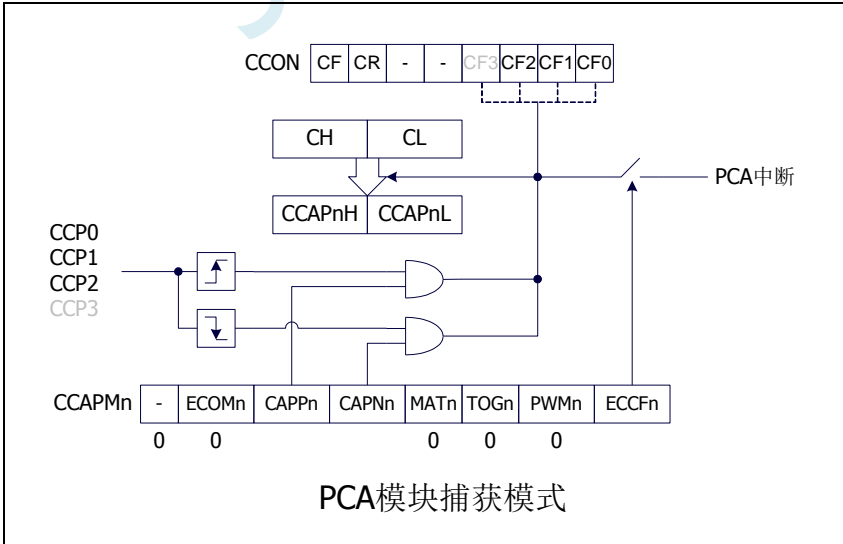 CCON CF CR - - CF3 CF2 CF1 CF0
CH CL
PCA中断
CCAPnH CCAPnL
CCP0
CCP1
CCP2
CCP3
CCAPMn - ECOMn CAPPn CAPNn MATn TOGn PWMn ECCFn
0 0 0 0 0
PCA模块捕获模式